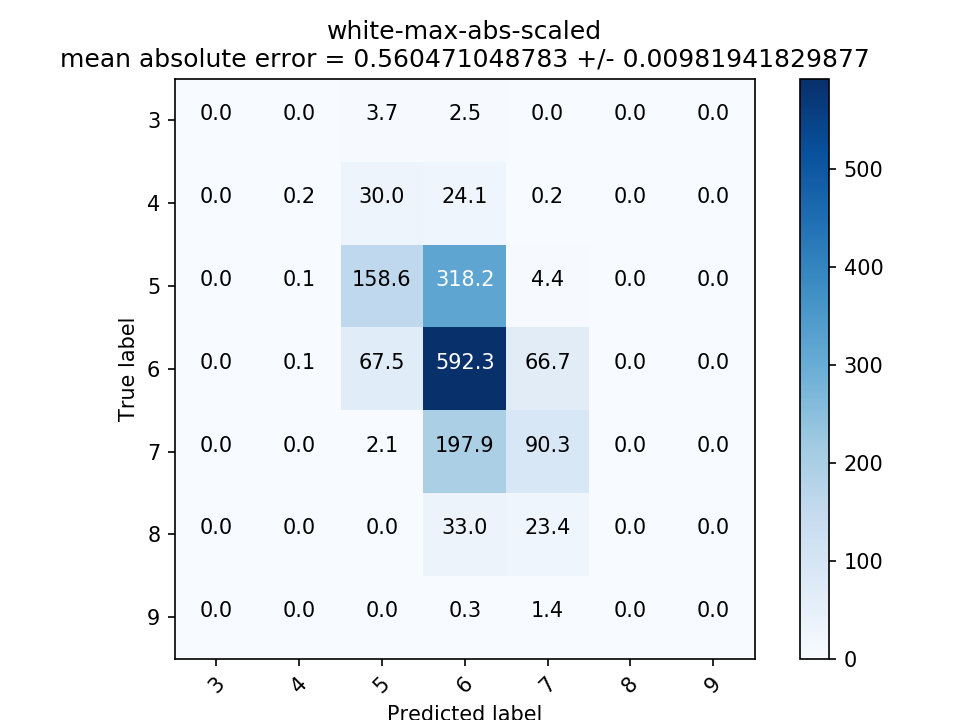 white-max-abs-scaled
mean absolute error = 0.560471048783 +/- 0.00981941829877
3 0.0 0.0 3.7 2.5 0.0 0.0 0.0
4 0.0 0.2 30.0 24.1 0.2 0.0 0.0
5 0.0 0.1 158.6 318.2 4.4 0.0 0.0
6 0.0 0.1 67.5 592.3 66.7 0.0 0.0
7 0.0 0.0 2.1 197.9 90.3 0.0 0.0
8 0.0 0.0 0.0 33.0 23.4 0.0 0.0
9 0.0 0.0 0.0 0.3 1.4 0.0 0.0
3 4 5 6 7 8 9
True label
Predicted label
500
400
300
200
100
0